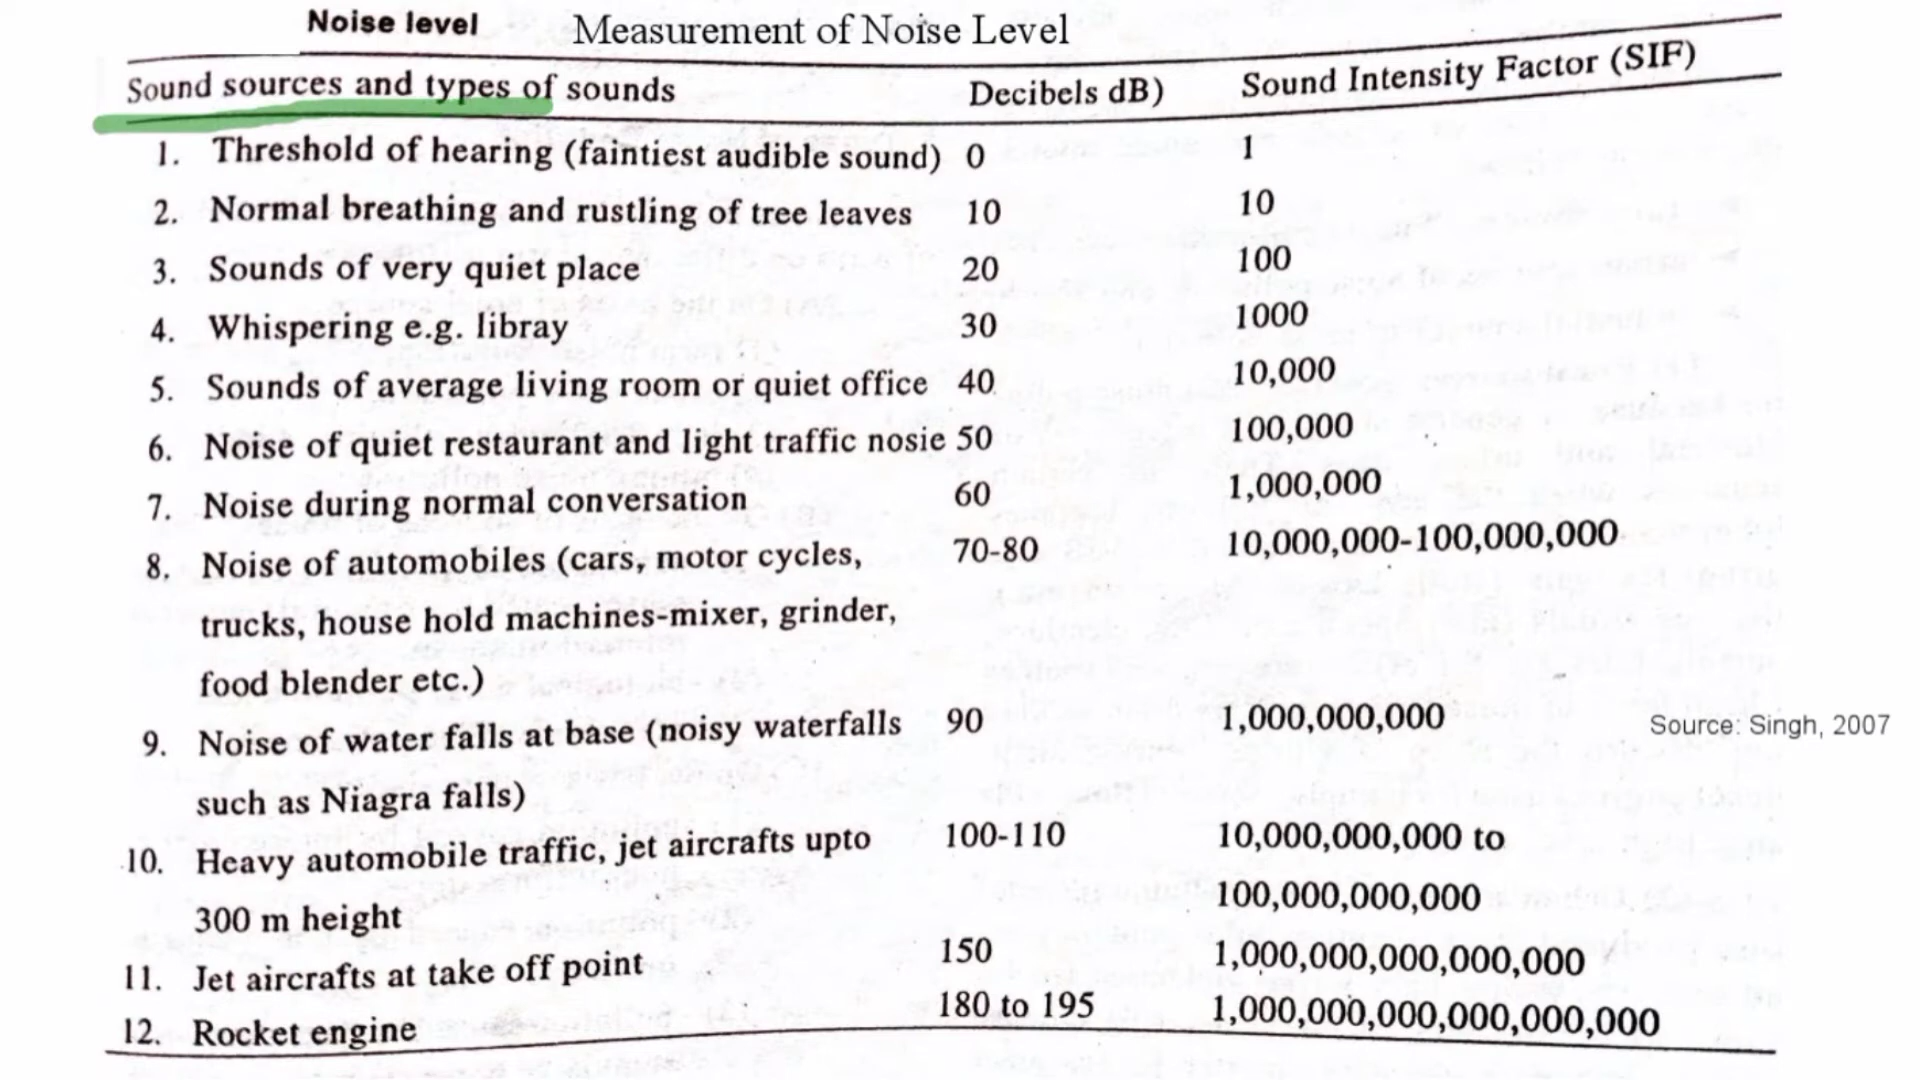 Noise level Measurement of Noise Level
Sound sources and types of sounds Decibels dB) Sound Intensity Factor (SIF)
1. Threshold of hearing (faintiest audible sound) 0 1
2. Normal breathing and rustling of tree leaves 10 10
3. Sounds of very quiet place 20 100
4. Whispering e.g. libray 30 1000
5. Sounds of average living room or quiet office 40 10,000
6. Noise of quiet restaurant and light traffic nosie 50 100,000
7. Noise during normal conversation 60 1,000,000
8. Noise of automobiles (cars, motor cycles, 70-80 10,000,000-100,000,000
trucks, house hold machines-mixer, grinder,
food blender etc.)
9. Noise of water falls at base (noisy waterfalls 90 1,000,000,000 Source: Singh, 2007
such as Niagra falls)
10. Heavy automobile traffic, jet aircrafts upto 100-110 10,000,000,000 to
300 m height 100,000,000,000
11. Jet aircrafts at take off point 150 1,000,000,000,000,000
12. Rocket engine 180 to 195 1,000,000,000,000,000,000